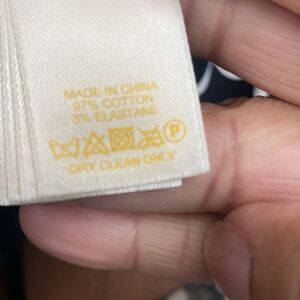 MADE IN CHINA
97% COTTON
3% ELASTANE
P
DRY CLEAN ONLY